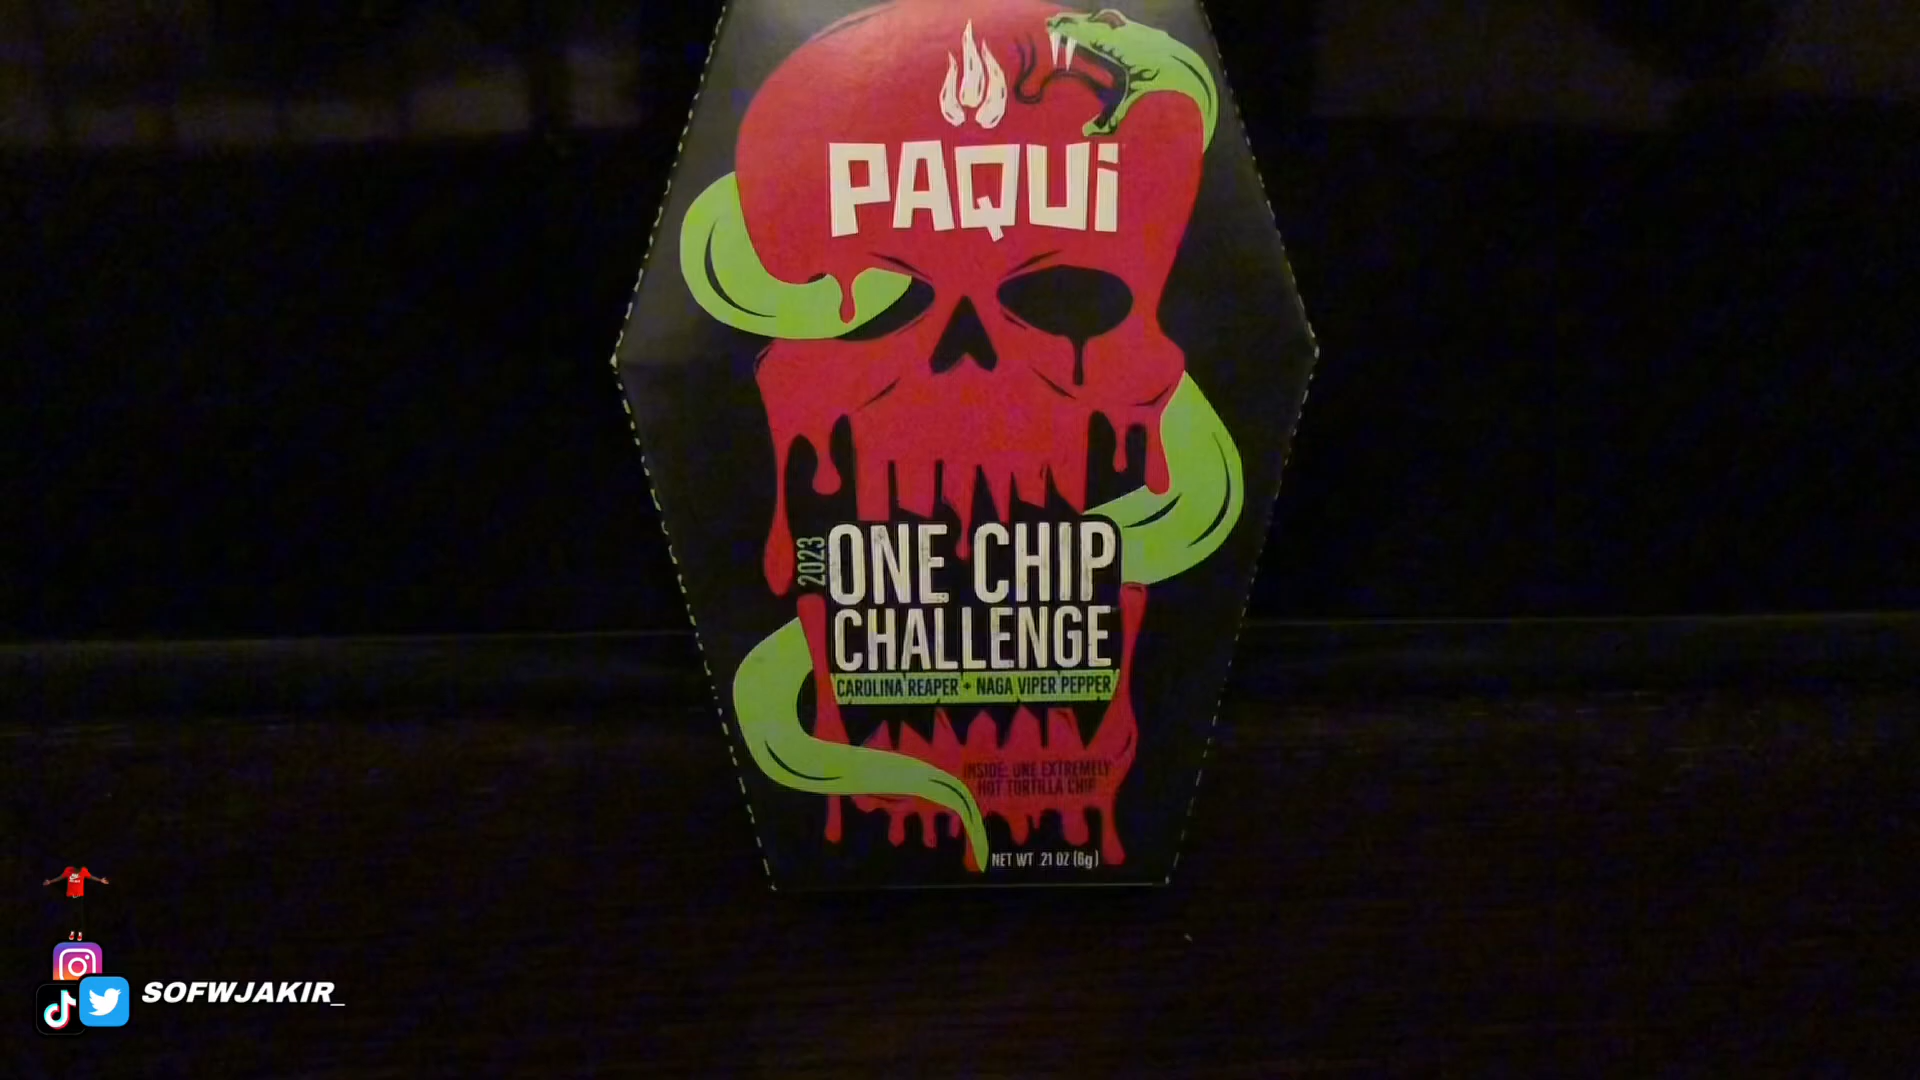 PAQUI
2023
ONE CHIP
CHALLENGE
CAROLINA REAPER + NAGA VIPER PEPPER
INSIDE: ONE EXTREMELY
HOT TORTILLA CHIP
NET WT .21 OZ (6g)
SOFWJAKIR_